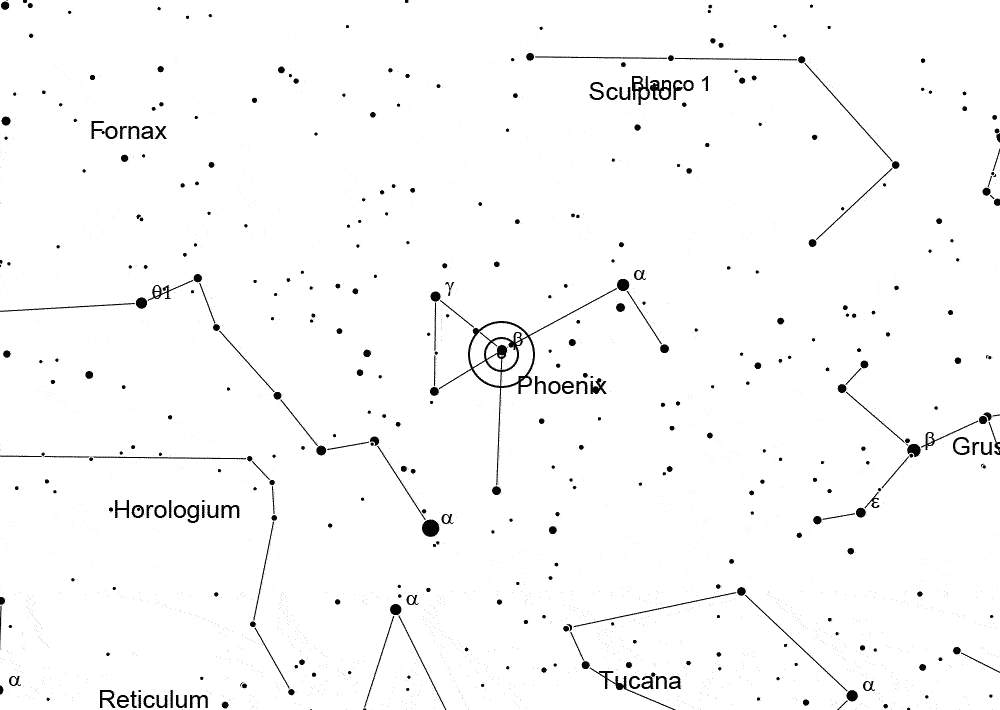 Blanco 1
Sculptor
Fornax
α
γ
θ1
β
Phoenix
β
Grus
ε
Horologium
α
α
α
Tucana
α
Reticulum